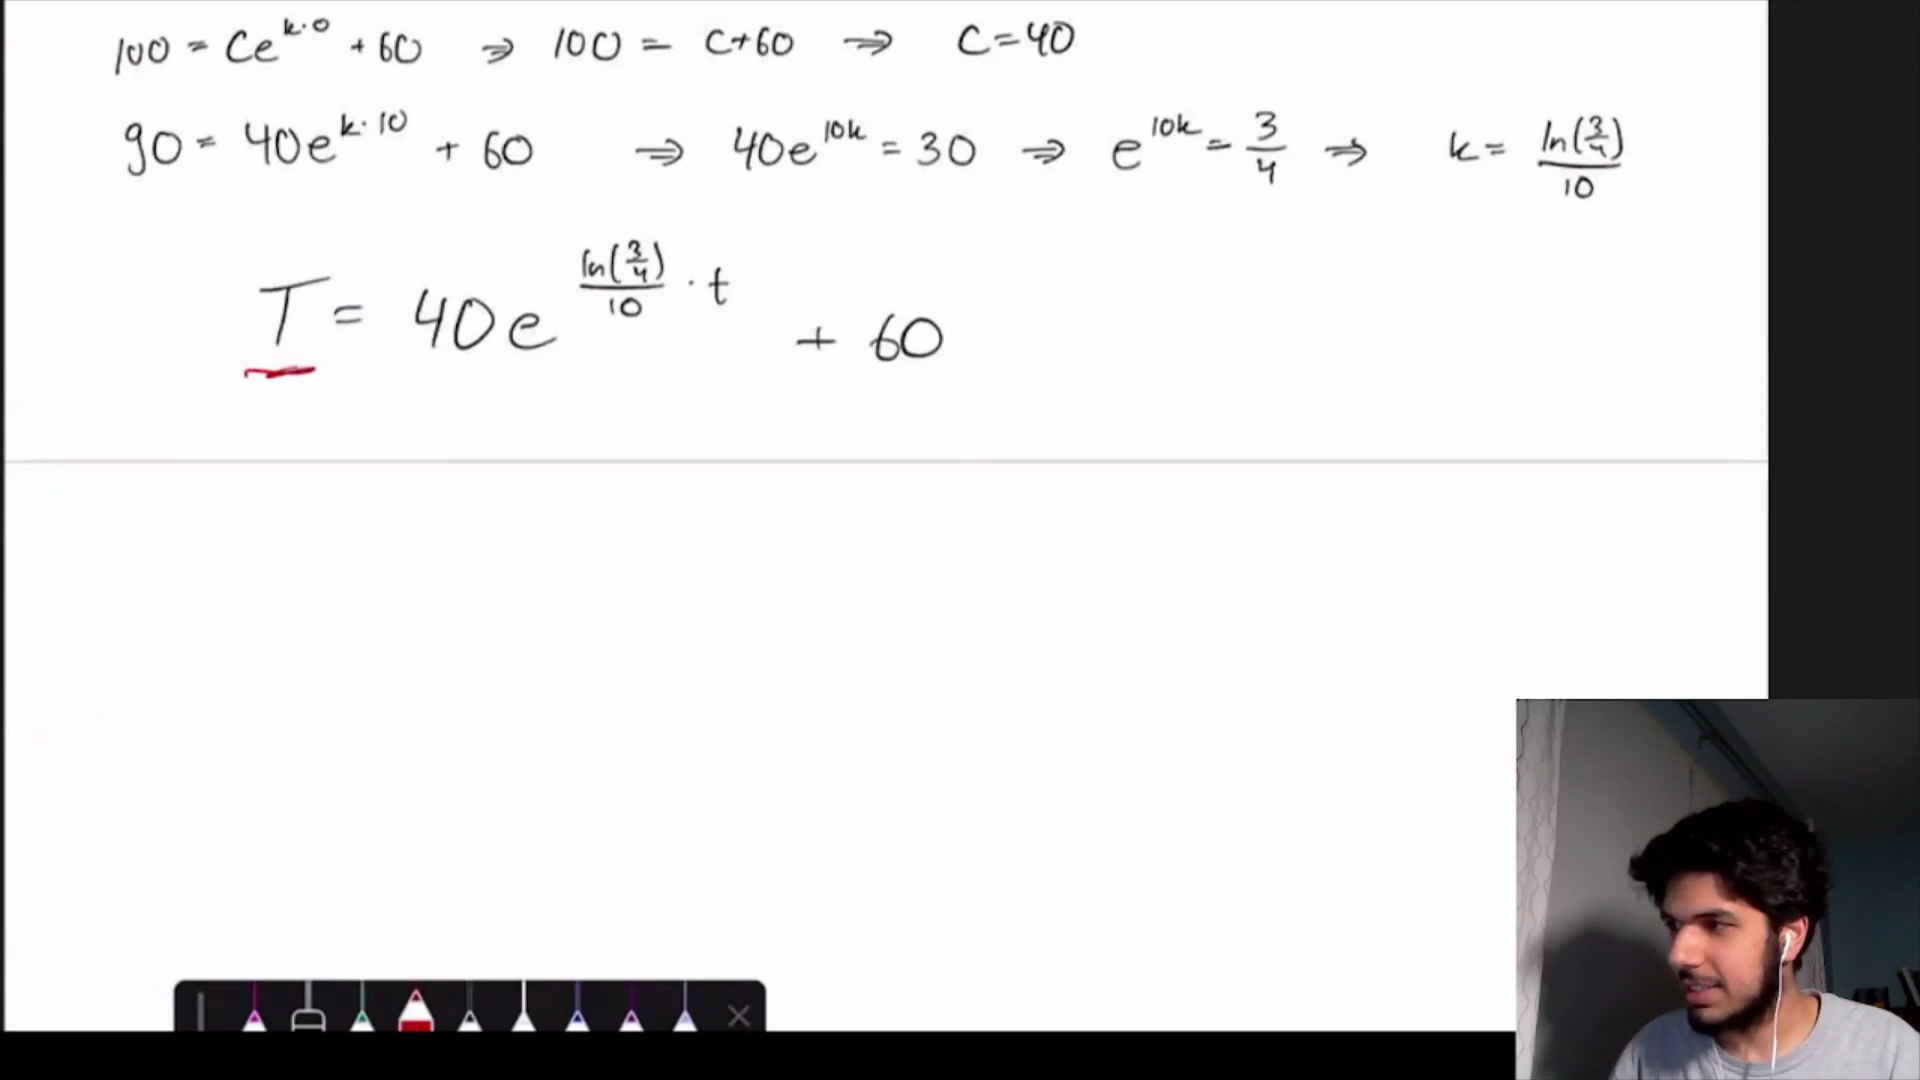 100 = Ce^{k·0} + 60 ⇒ 100 = C+60 ⇒ C=40
90 = 40e^{k·10} + 60 ⇒ 40e^{10k} = 30 ⇒ e^{10k} = 3/4 ⇒ k = ln(3/4)/10
T = 40e^{ln(3/4)/10 · t} + 60